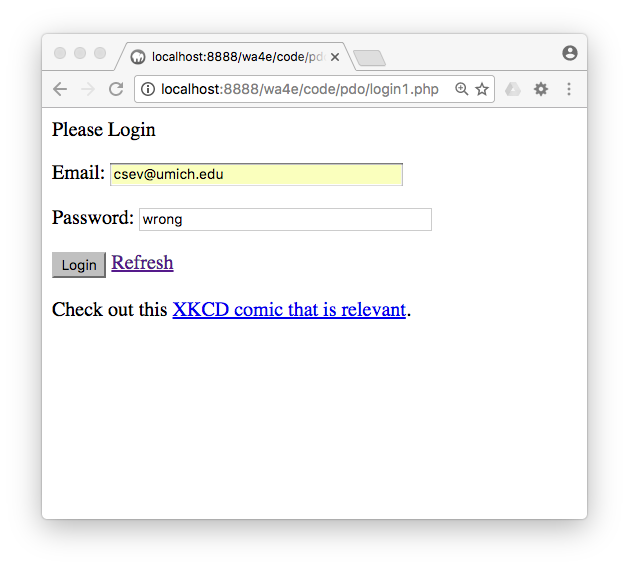 localhost:8888/wa4e/code/pd
localhost:8888/wa4e/code/pdo/login1.php
Please Login
Email: csev@umich.edu
Password: wrong
Login Refresh
Check out this XKCD comic that is relevant.